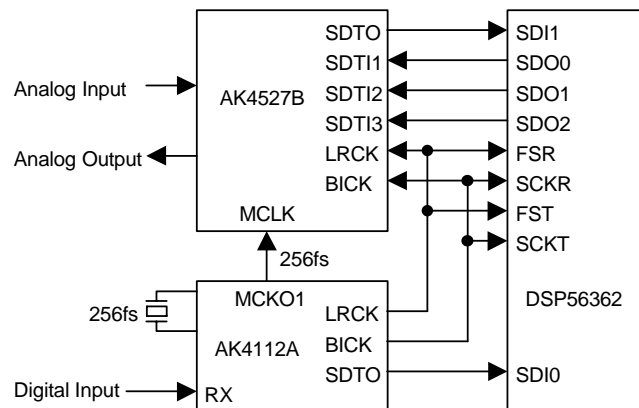 SDTO SDI1
SDTI1 SDO0
Analog Input AK4527B SDTI2 SDO1
SDTI3 SDO2
Analog Output LRCK FSR
BICK SCKR
MCLK FST
SCKT
256fs
MCKO1 DSP56362
256fs LRCK
AK4112A BICK
SDTO SDI0
Digital Input RX